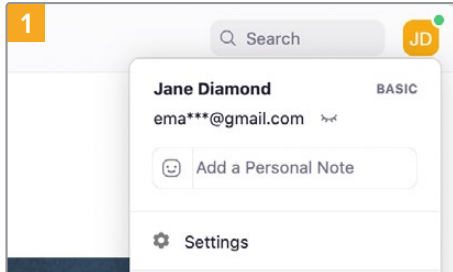 1
Search
JD
Jane Diamond BASIC
ema***@gmail.com
Add a Personal Note
Settings